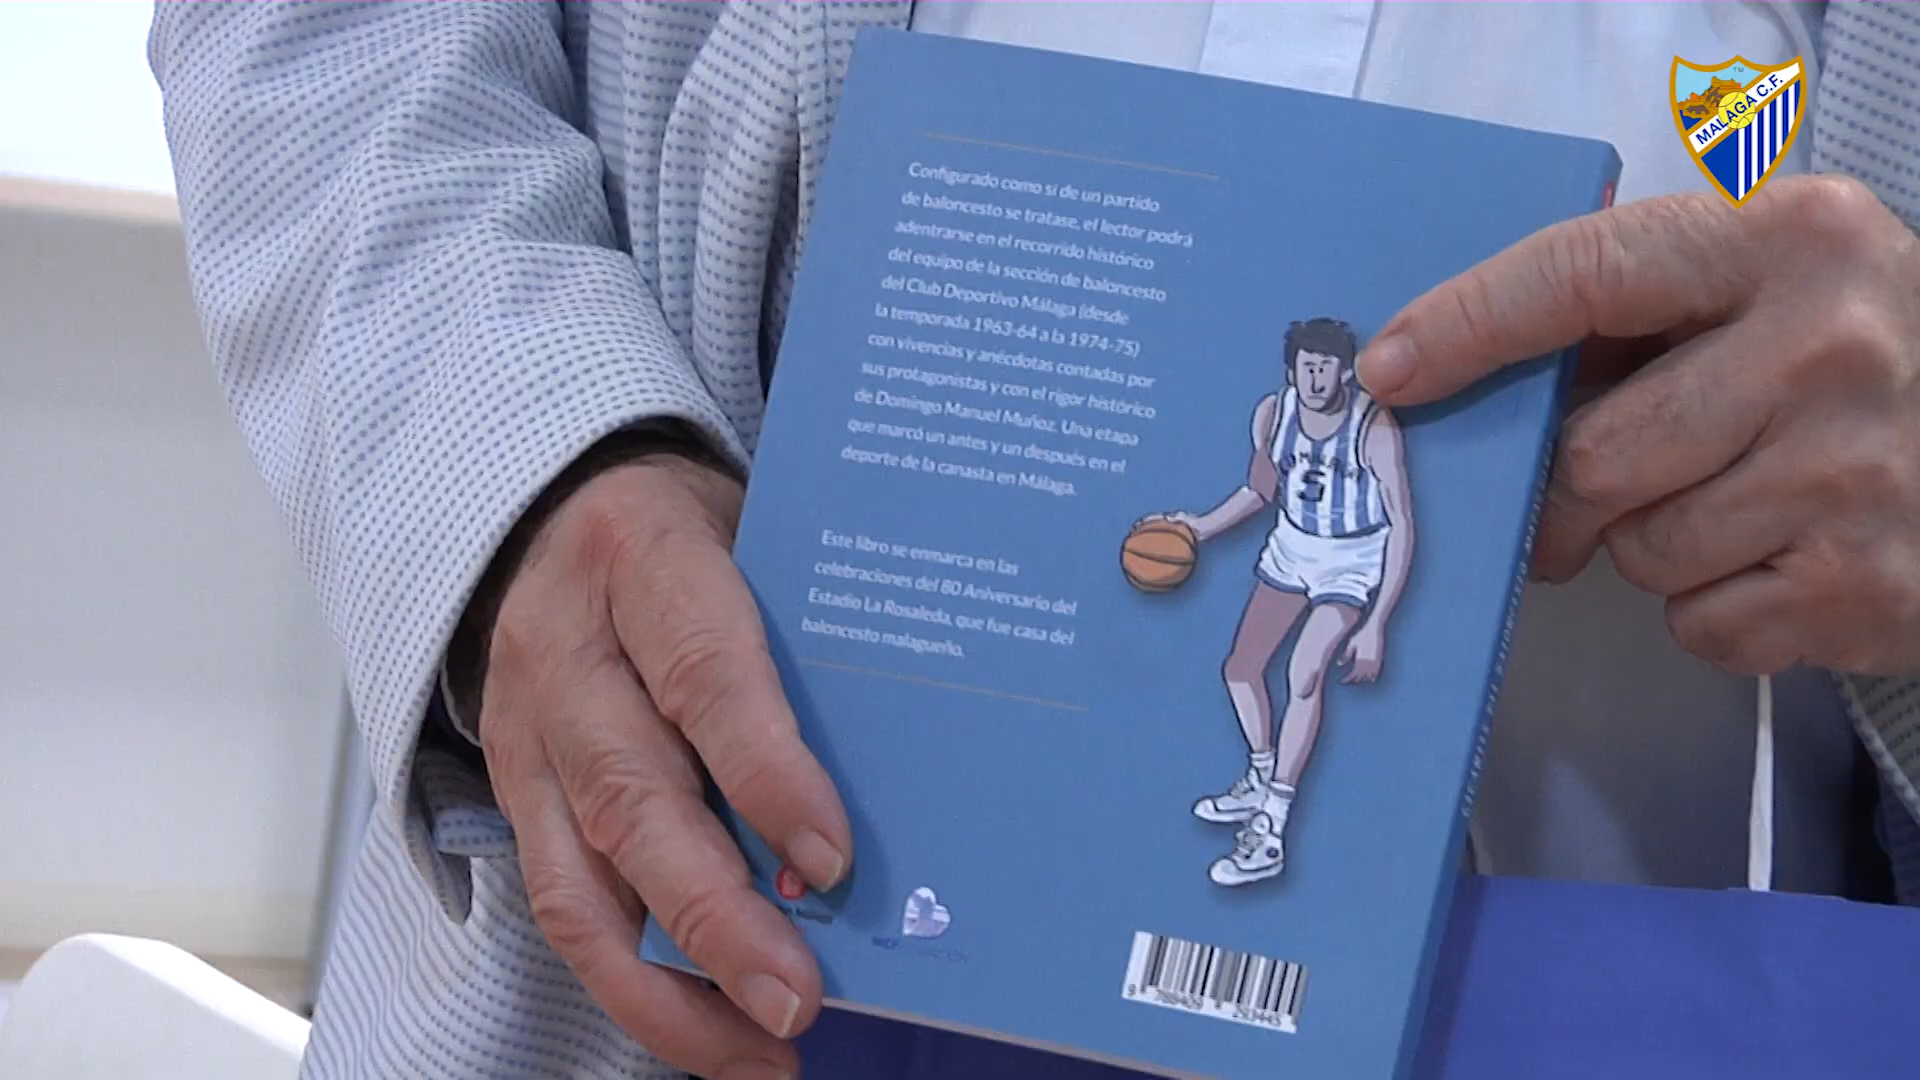 MALAGA C.F.
TM
Configurado como si de un partido
de baloncesto se tratase, el lector podrá
adentrarse en el recorrido histórico
del equipo de la sección de baloncesto
del Club Deportivo Málaga (desde
la temporada 1963-64 a la 1974-75)
con vivencias y anécdotas contadas por
sus protagonistas y con el rigor histórico
de Domingo Manuel Muñoz. Una etapa
que marcó un antes y un después en el
deporte de la canasta en Málaga.
Este libro se enmarca en las
celebraciones del 80 Aniversario del
Estadio La Rosaleda, que fue casa del
baloncesto malagueño.
MÁLAGA
5